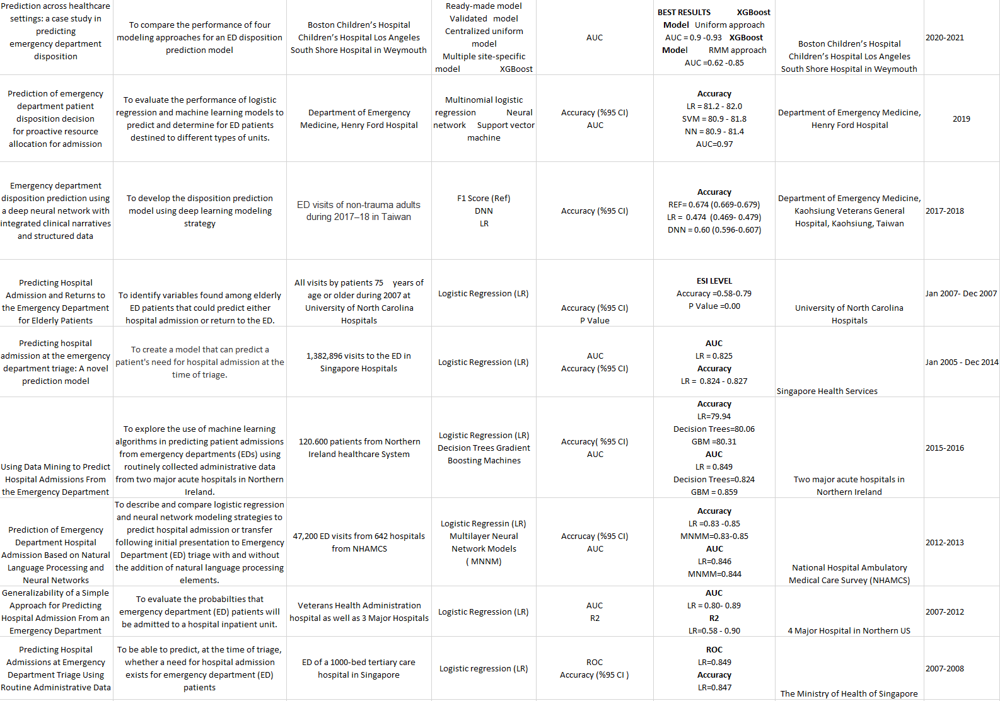 Prediction across healthcare
settings: a case study in
predicting
emergency department
disposition
To compare the performance of four
modeling approaches for an ED disposition
prediction model
Boston Children’s Hospital
Children’s Hospital Los Angeles
South Shore Hospital in Weymouth
Ready-made model
Validated model
Centralized uniform
model
Multiple site-specific
model XGBoost
AUC
BEST RESULTS XGBoost
Model Uniform approach
AUC = 0.9 -0.93 XGBoost
Model RMM approach
AUC =0.62 -0.85
Boston Children’s Hospital
Children’s Hospital Los Angeles
South Shore Hospital in Weymouth
2020-2021
Prediction of emergency
department patient
disposition decision
for proactive resource
allocation for admission
To evaluate the performance of logistic
regression and machine learning models to
predict and determine for ED patients
destined to different types of units.
Department of Emergency
Medicine, Henry Ford Hospital
Multinomial logistic
regression Neural
network Support vector
machine
Accuracy (%95 CI)
AUC
Accuracy
LR = 81.2 - 82.0
SVM = 80.9 - 81.8
NN = 80.9 - 81.4
AUC=0.97
Department of Emergency Medicine,
Henry Ford Hospital
2019
Emergency department
disposition prediction using
a deep neural network with
integrated clinical narratives
and structured data
To develop the disposition prediction
model using deep learning modeling
strategy
ED visits of non-trauma adults
during 2017–18 in Taiwan
F1 Score (Ref)
DNN
LR
Accuracy (%95 CI)
Accuracy
REF= 0.674 (0.669-0.679)
LR = 0.474 (0.469- 0.479)
DNN = 0.60 (0.596-0.607)
Department of Emergency Medicine,
Kaohsiung Veterans General
Hospital, Kaohsiung, Taiwan
2017-2018
Predicting Hospital
Admission and Returns to
the Emergency Department
for Elderly Patients
To identify variables found among elderly
ED patients that could predict either
hospital admission or return to the ED.
All visits by patients 75 years of
age or older during 2007 at
University of North Carolina
Hospitals
Logistic Regression (LR)
Accuracy (%95 CI)
P Value
ESI LEVEL
Accuracy =0.58-0.79
P Value =0.00
University of North Carolina
Hospitals
Jan 2007- Dec 2007
Predicting hospital
admission at the emergency
department triage: A novel
prediction model
To create a model that can predict a
patient's need for hospital admission at the
time of triage.
1,382,896 visits to the ED in
Singapore Hospitals
Logistic Regression (LR)
AUC
Accuracy (%95 CI)
AUC
LR = 0.825
Accuracy
LR = 0.824 - 0.827
Singapore Health Services
Jan 2005 - Dec 2014
Using Data Mining to Predict
Hospital Admissions From
the Emergency Department
To explore the use of machine learning
algorithms in predicting patient admissions
from emergency departments (EDs) using
routinely collected administrative data
from two major acute hospitals in Northern
Ireland.
120.600 patients from Northern
Ireland healthcare System
Logistic Regression (LR)
Decision Trees Gradient
Boosting Machines
Accuracy( %95 CI)
AUC
Accuracy
LR=79.94
Decision Trees=80.06
GBM =80.31
AUC
LR = 0.849
Decision Trees=0.824
GBM = 0.859
Two major acute hospitals in
Northern Ireland
2015-2016
Prediction of Emergency
Department Hospital
Admission Based on Natural
Language Processing and
Neural Networks
To describe and compare logistic regression
and neural network modeling strategies to
predict hospital admission or transfer
following initial presentation to Emergency
Department (ED) triage with and without
the addition of natural language processing
elements.
47,200 ED visits from 642 hospitals
from NHAMCS
Logistic Regressin (LR)
Multilayer Neural
Network Models
( MNNM)
Accrucay (%95 CI)
AUC
Accuracy
LR =0.83 -0.85
MNMM=0.83-0.85
AUC
LR=0.846
MNMM=0.844
National Hospital Ambulatory
Medical Care Survey (NHAMCS)
2012-2013
Generalizability of a Simple
Approach for Predicting
Hospital Admission From an
Emergency Department
To evaluate the probabilties that
emergency department (ED) patients will
be admitted to a hospital inpatient unit.
Veterans Health Administration
hospital as well as 3 Major Hospitals
Logistic Regression (LR)
AUC
R2
AUC
LR = 0.80- 0.89
R2
LR=0.58 - 0.90
4 Major Hospital in Northern US
2007-2012
Predicting Hospital
Admissions at Emergency
Department Triage Using
Routine Administrative Data
To be able to predict, at the time of triage,
whether a need for hospital admission
exists for emergency department (ED)
patients
ED of a 1000-bed tertiary care
hospital in Singapore
Logistic regression (LR)
ROC
Accuracy (%95 CI )
ROC
LR=0.849
Accuracy
LR=0.847
The Ministry of Health of Singapore
2007-2008